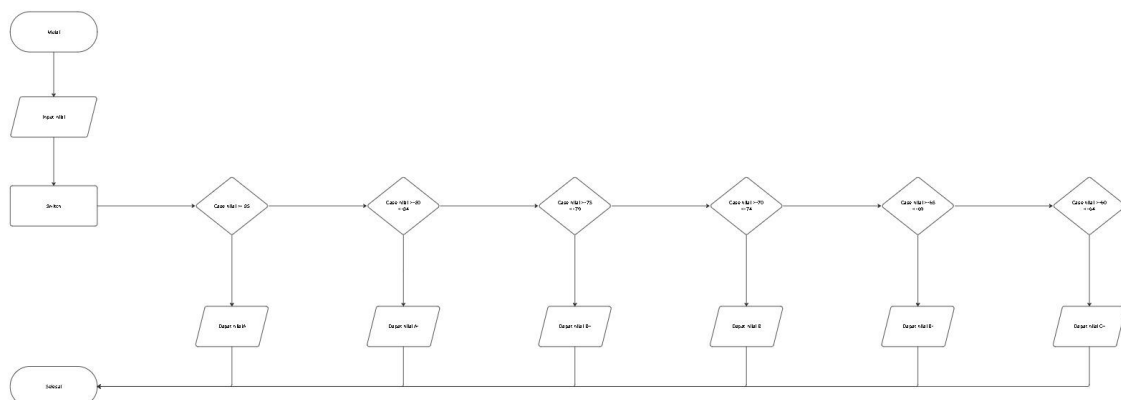 Mulai
Input nilai
Switch
Case Nilai >= 85
Case Nilai >=80
<=84
Case Nilai >=75
<=79
Case Nilai >=70
<=74
Case Nilai >=65
<=69
Case Nilai >=60
<=64
Dapat nilai A
Dapat nilai A-
Dapat nilai B+
Dapat nilai B
Dapat nilai B-
Dapat nilai C+
Selesai